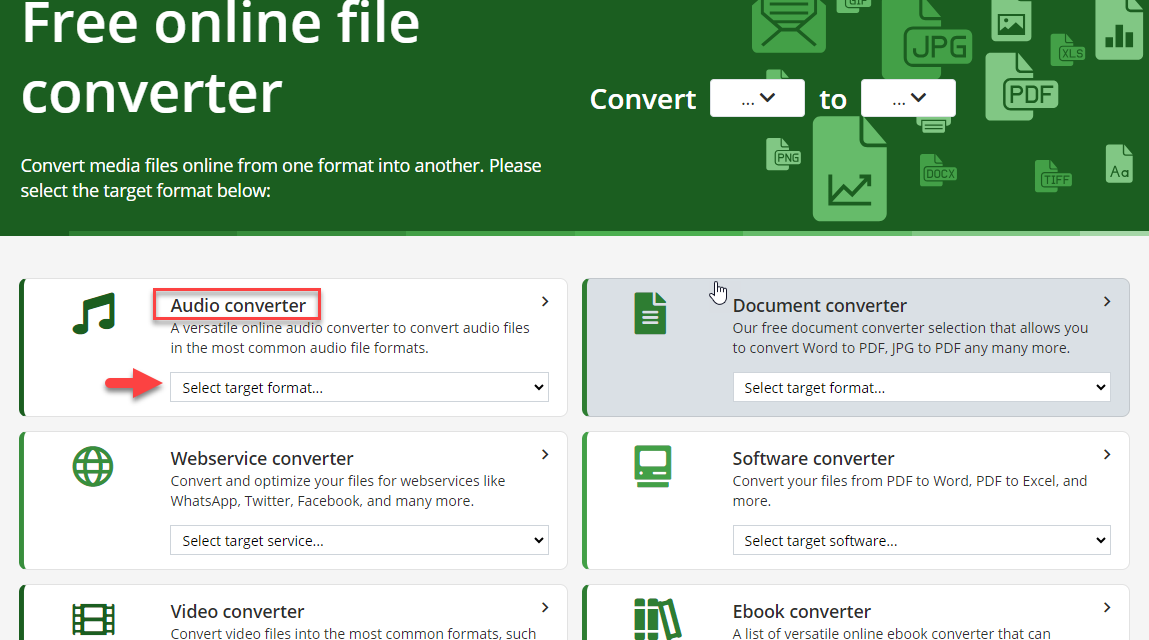 Free online file
converter
Convert ... to ...
Convert media files online from one format into another. Please
select the target format below:
GIF
JPG
XLS
PDF
PNG
DOCX
TIFF
Aa
Audio converter
A versatile online audio converter to convert audio files
in the most common audio file formats.
Select target format...
Document converter
Our free document converter selection that allows you
to convert Word to PDF, JPG to PDF any many more.
Select target format...
Webservice converter
Convert and optimize your files for webservices like
WhatsApp, Twitter, Facebook, and many more.
Select target service...
Software converter
Convert your files from PDF to Word, PDF to Excel, and
more.
Select target software...
Video converter
Convert video files into the most common formats, such
Ebook converter
A list of versatile online ebook converter that can